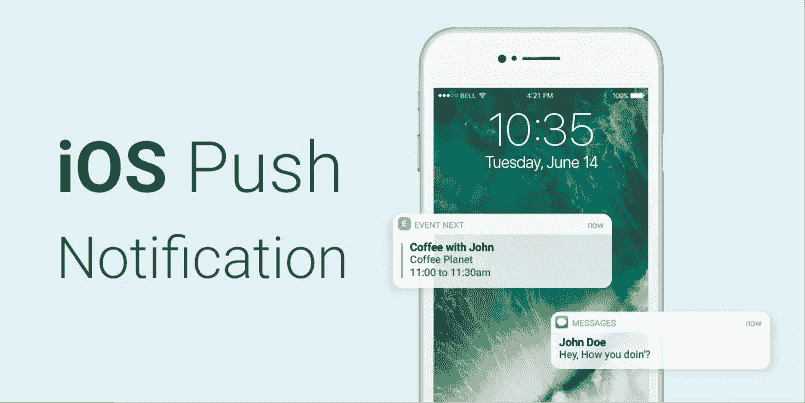 iOS Push
Notification
BELL 4:21 PM 100%
10:35
Tuesday, June 14
E EVENT NEXT now
Coffee with John
Coffee Planet
11:00 to 11:30am
MESSAGES now
John Doe
Hey, How you doin'?